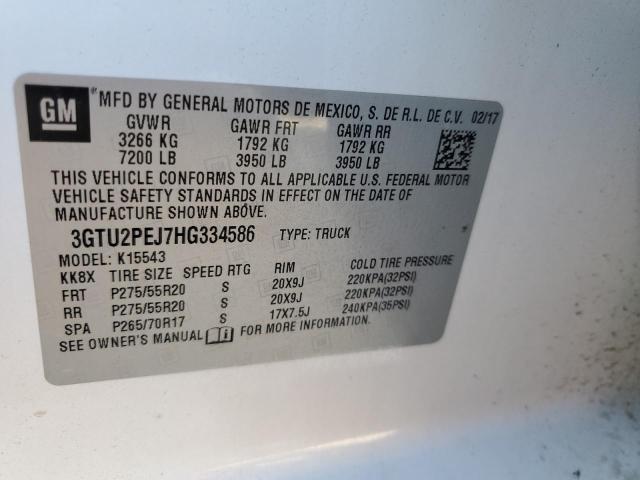 GM
*MFD BY GENERAL MOTORS DE MEXICO, S. DE R.L. DE C.V. 02/17
GVWR GAWR FRT GAWR RR
3266 KG 1792 KG 1792 KG
7200 LB 3950 LB 3950 LB
THIS VEHICLE CONFORMS TO ALL APPLICABLE U.S. FEDERAL MOTOR
VEHICLE SAFETY STANDARDS IN EFFECT ON THE DATE OF
MANUFACTURE SHOWN ABOVE.
3GTU2PEJ7HG334586 TYPE: TRUCK
MODEL: K15543
KK8X TIRE SIZE SPEED RTG RIM COLD TIRE PRESSURE
FRT P275/55R20 S 20X9J 220KPA(32PSI)
RR P275/55R20 S 20X9J 220KPA(32PSI)
SPA P265/70R17 S 17X7.5J 240KPA(35PSI)
SEE OWNER'S MANUAL FOR MORE INFORMATION.